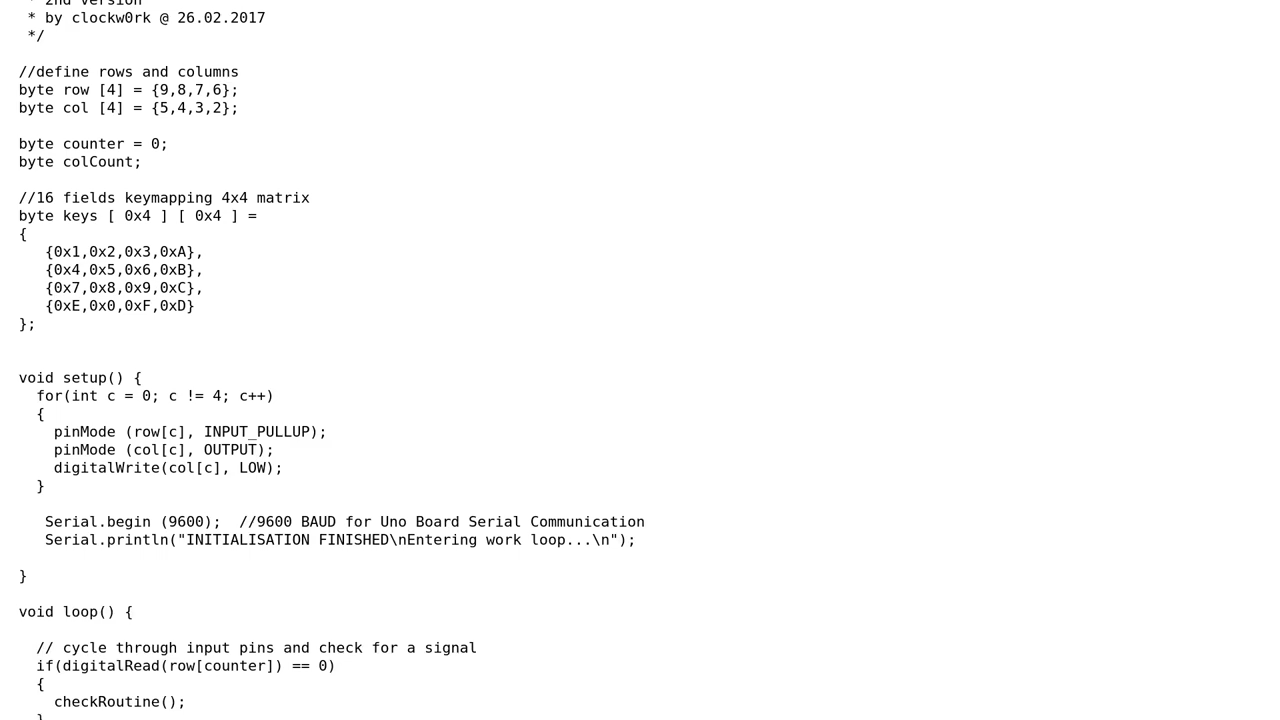 * 2nd version
 * by clockw0rk @ 26.02.2017
 */

//define rows and columns
byte row [4] = {9,8,7,6};
byte col [4] = {5,4,3,2};

byte counter = 0;
byte colCount;

//16 fields keymapping 4x4 matrix
byte keys [ 0x4 ] [ 0x4 ] =
{
   {0x1,0x2,0x3,0xA},
   {0x4,0x5,0x6,0xB},
   {0x7,0x8,0x9,0xC},
   {0xE,0x0,0xF,0xD}
};


void setup() {
  for(int c = 0; c != 4; c++)
  {
    pinMode (row[c], INPUT_PULLUP);
    pinMode (col[c], OUTPUT);
    digitalWrite(col[c], LOW);
  }

   Serial.begin (9600);  //9600 BAUD for Uno Board Serial Communication
   Serial.println("INITIALISATION FINISHED\nEntering work loop...\n");

}

void loop() {

  // cycle through input pins and check for a signal
  if(digitalRead(row[counter]) == 0)
  {
    checkRoutine();
  }